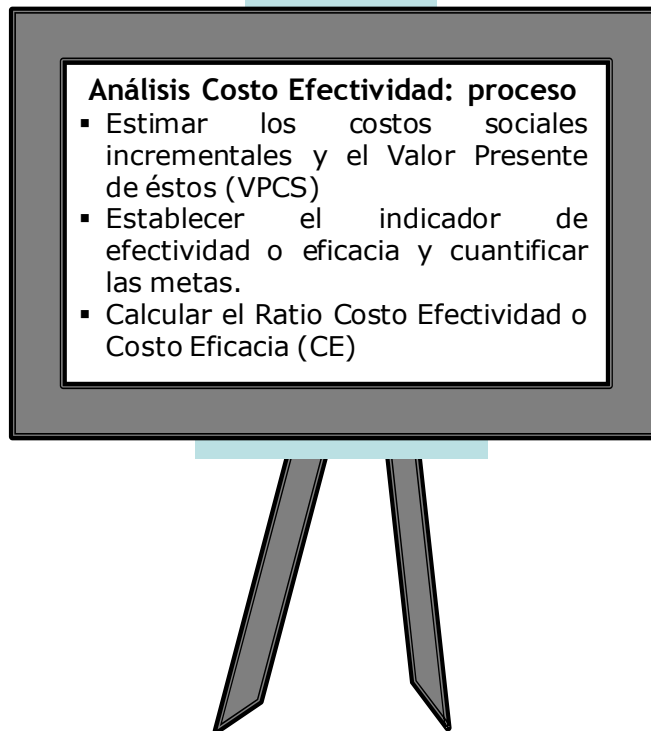 Análisis Costo Efectividad: proceso
▪ Estimar los costos sociales
incrementales y el Valor Presente
de éstos (VPCS)
▪ Establecer el indicador de
efectividad o eficacia y cuantificar
las metas.
▪ Calcular el Ratio Costo Efectividad o
Costo Eficacia (CE)